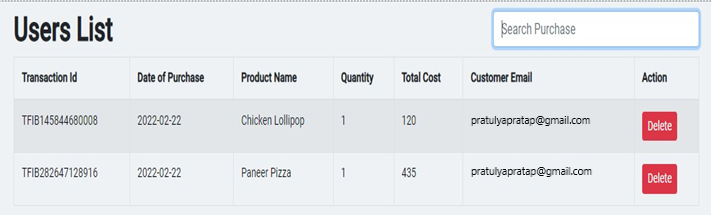 Users List
Search Purchase
Transaction Id Date of Purchase Product Name Quantity Total Cost Customer Email Action
TFIB145844680008 2022-02-22 Chicken Lollipop 1 120 pratulyapratap@gmail.com Delete
TFIB282647128916 2022-02-22 Paneer Pizza 1 435 pratulyapratap@gmail.com Delete